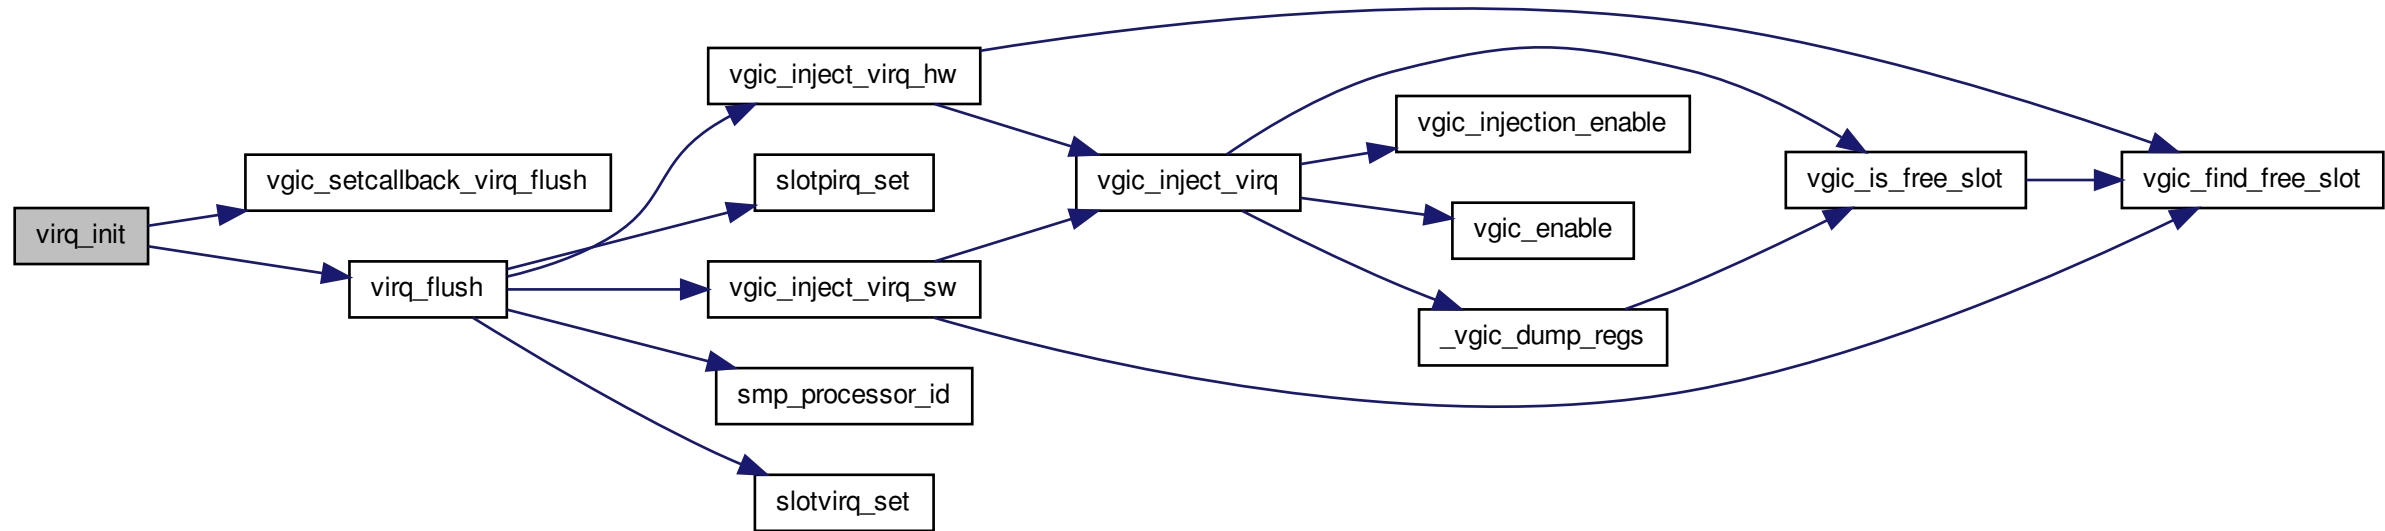 virq_init
vgic_setcallback_virq_flush
virq_flush
vgic_inject_virq_hw
slotpirq_set
vgic_inject_virq_sw
smp_processor_id
slotvirq_set
vgic_inject_virq
vgic_injection_enable
vgic_enable
_vgic_dump_regs
vgic_is_free_slot
vgic_find_free_slot